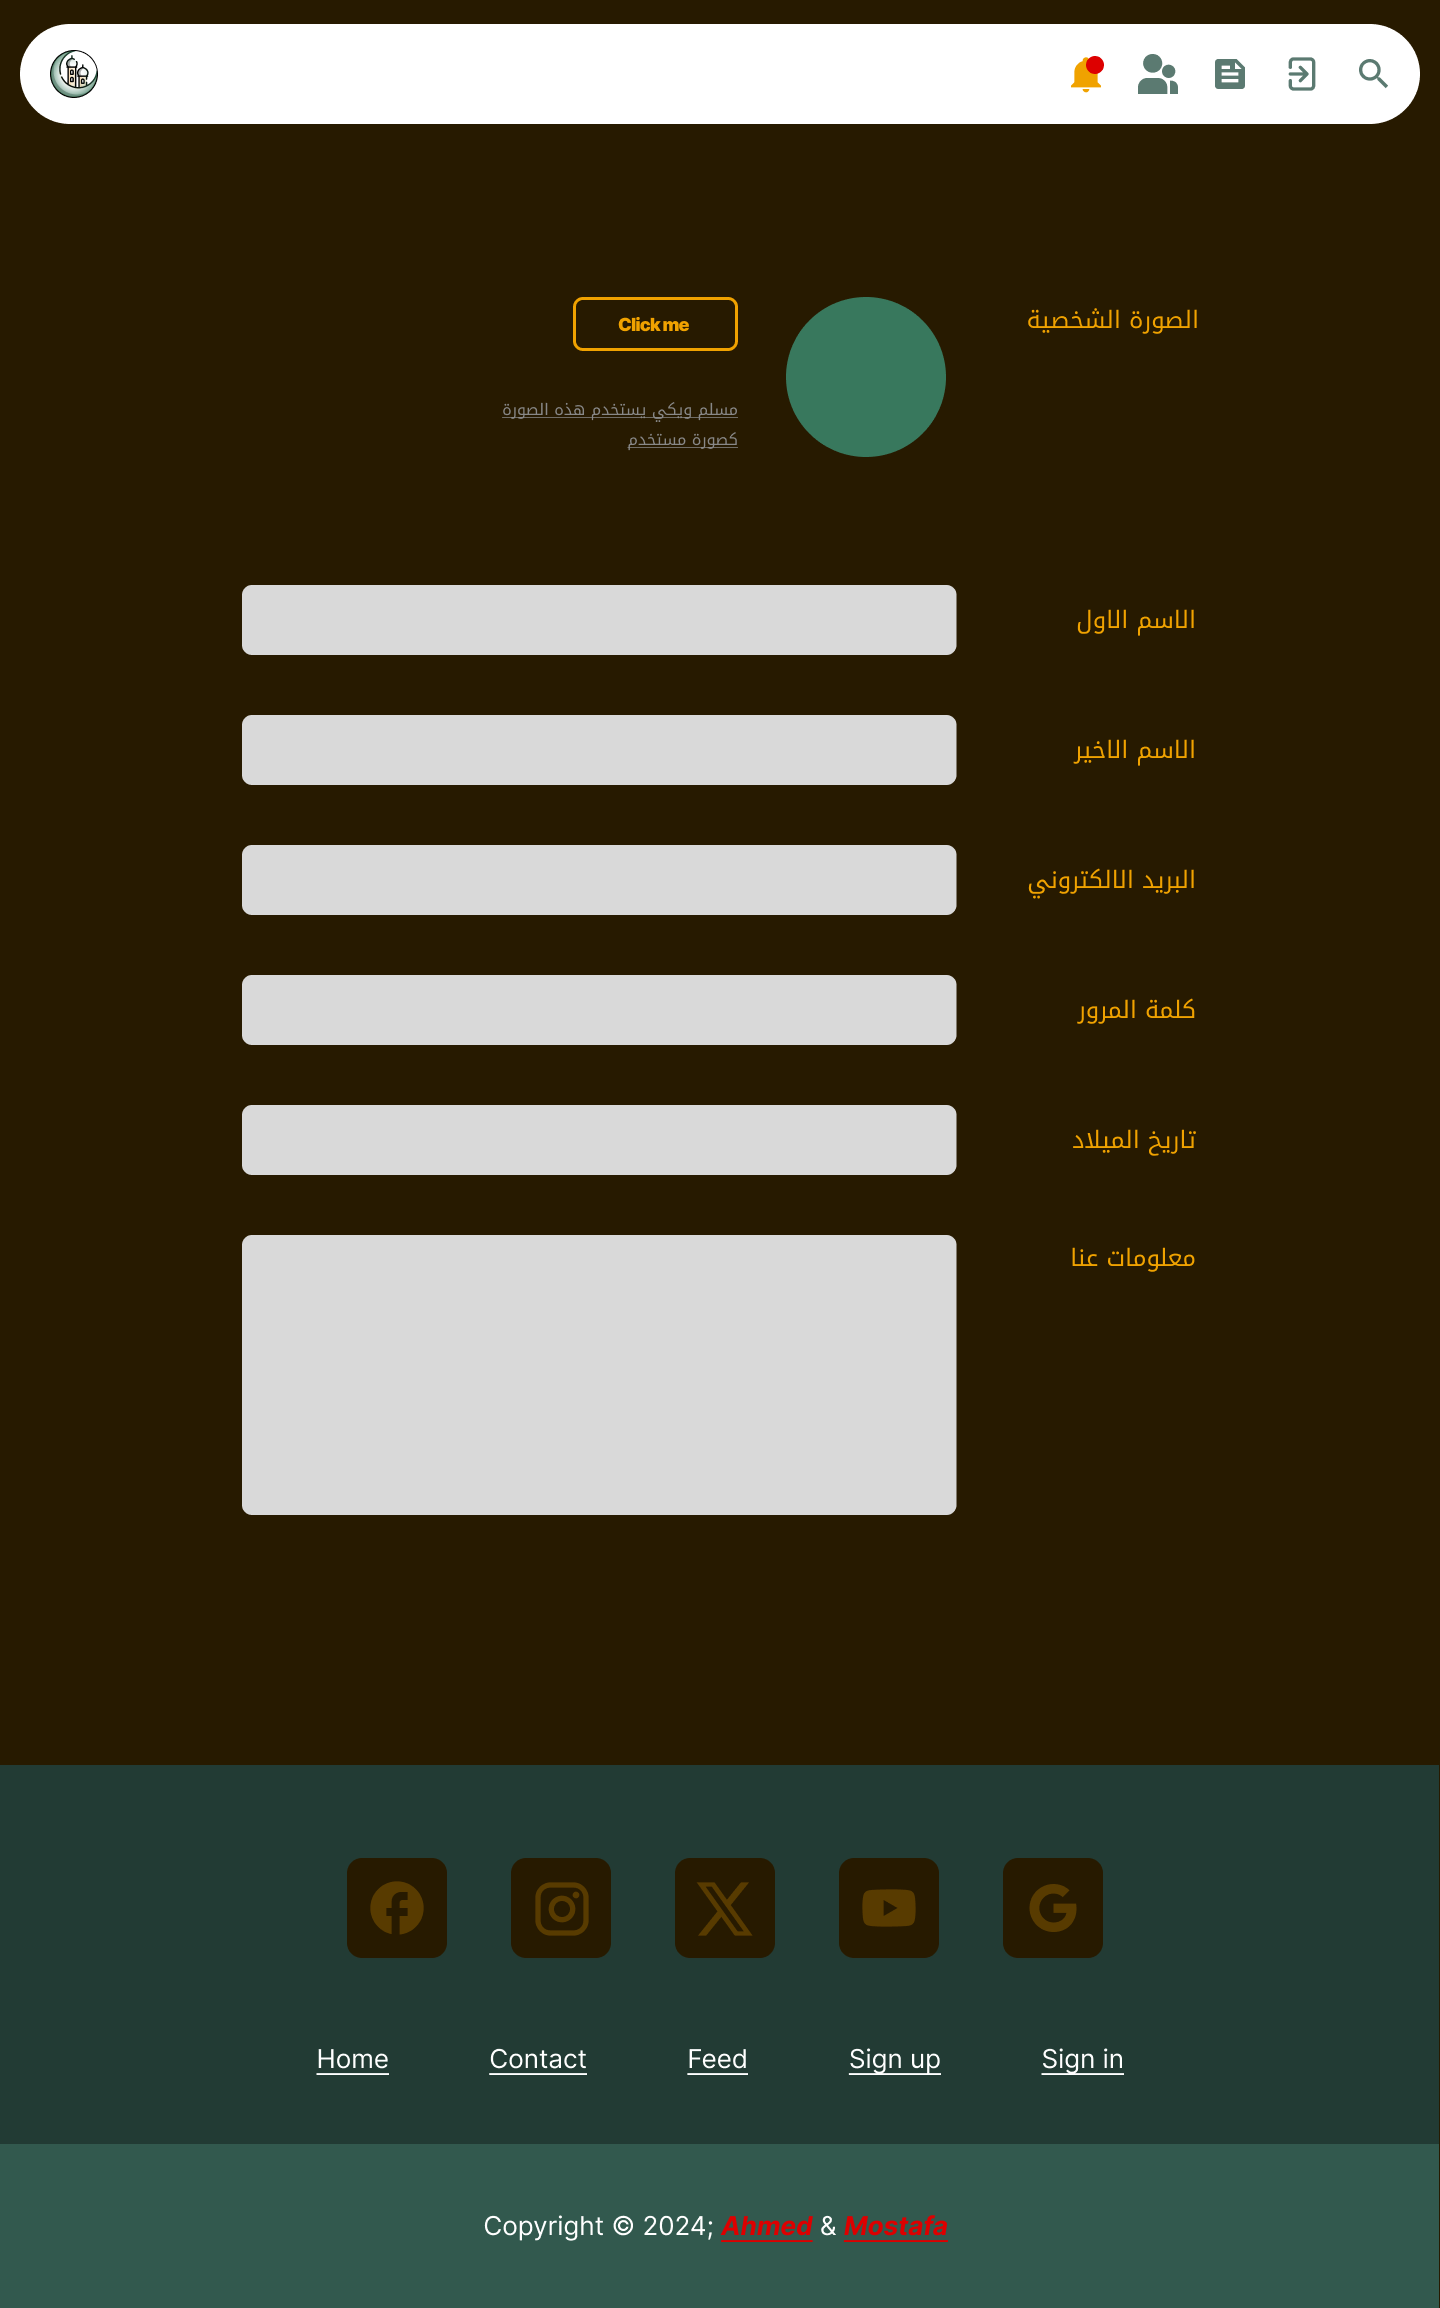 الصورة الشخصية
Click me
مسلم ويكي يستخدم هذه الصورة
كصورة مستخدم
الاسم الاول
الاسم الاخير
البريد الالكتروني
كلمة المرور
تاريخ الميلاد
معلومات عنا
Home Contact Feed Sign up Sign in
Copyright © 2024; Ahmed & Mostafa